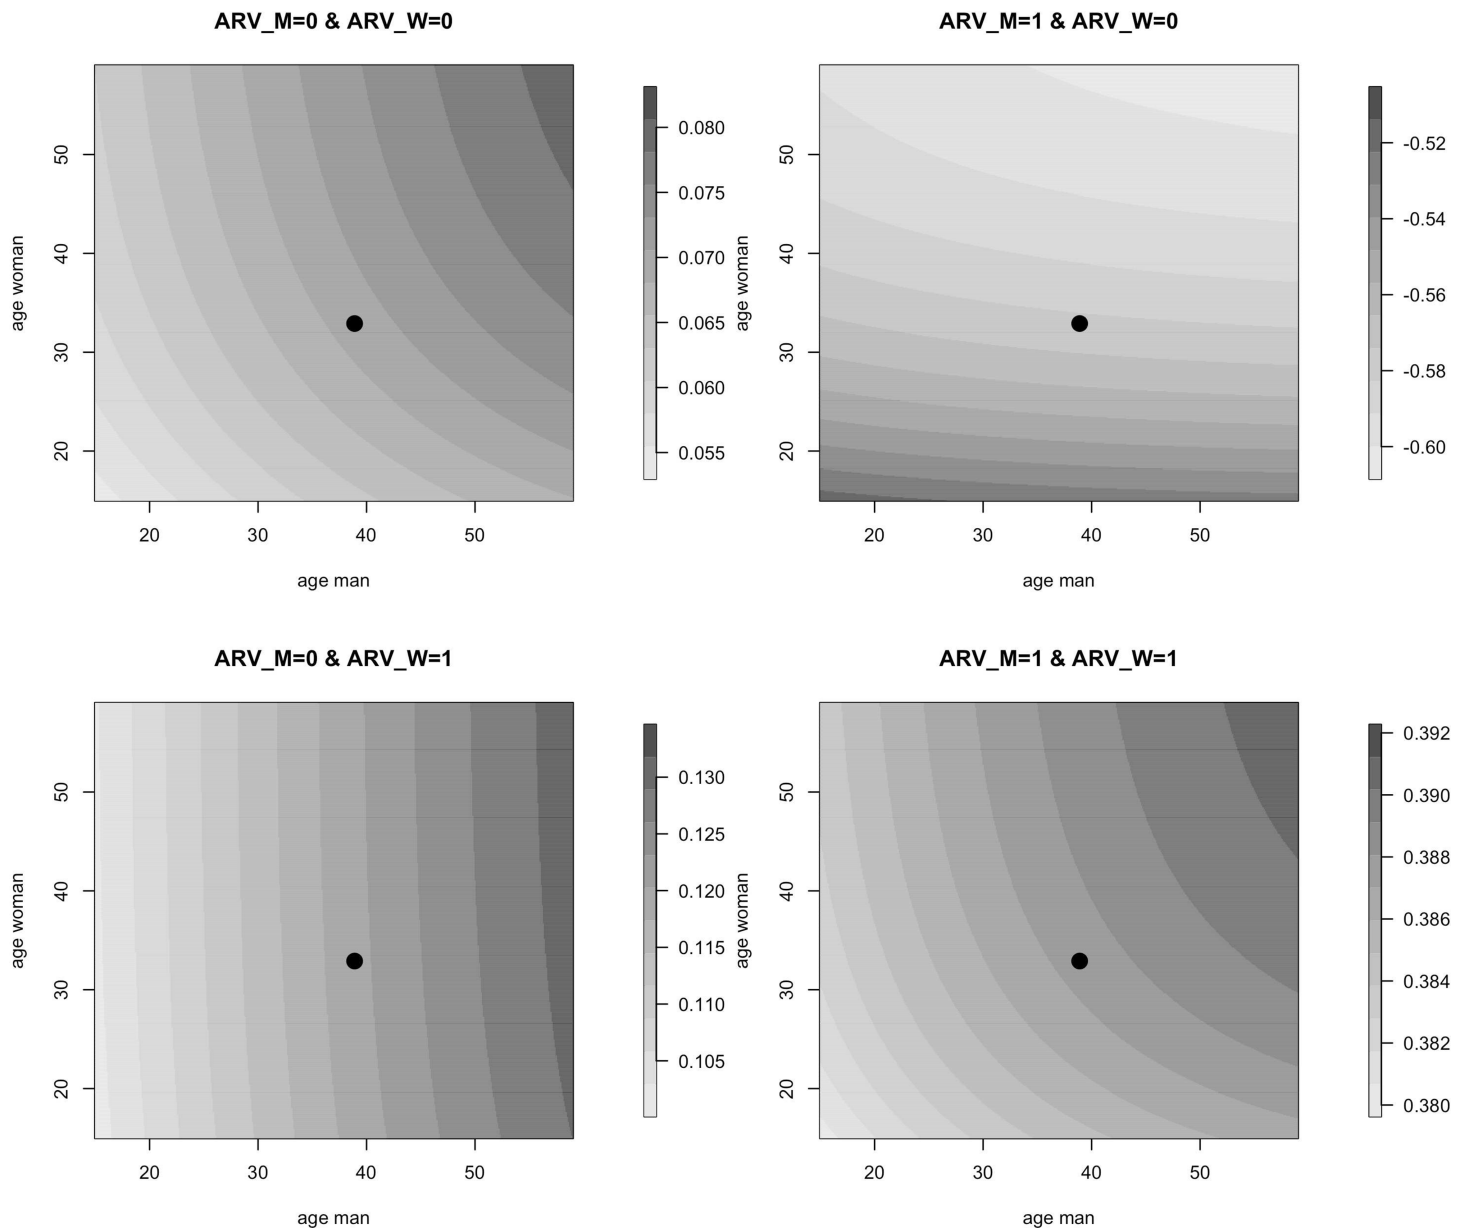 ARV_M=0 & ARV_W=0
age woman
50
40
30
20
20 30 40 50
age man
0.080
0.075
0.070
0.065
0.060
0.055
ARV_M=1 & ARV_W=0
age woman
50
40
30
20
20 30 40 50
age man
-0.52
-0.54
-0.56
-0.58
-0.60
ARV_M=0 & ARV_W=1
age woman
50
40
30
20
20 30 40 50
age man
0.130
0.125
0.120
0.115
0.110
0.105
ARV_M=1 & ARV_W=1
age woman
50
40
30
20
20 30 40 50
age man
0.392
0.390
0.388
0.386
0.384
0.382
0.380